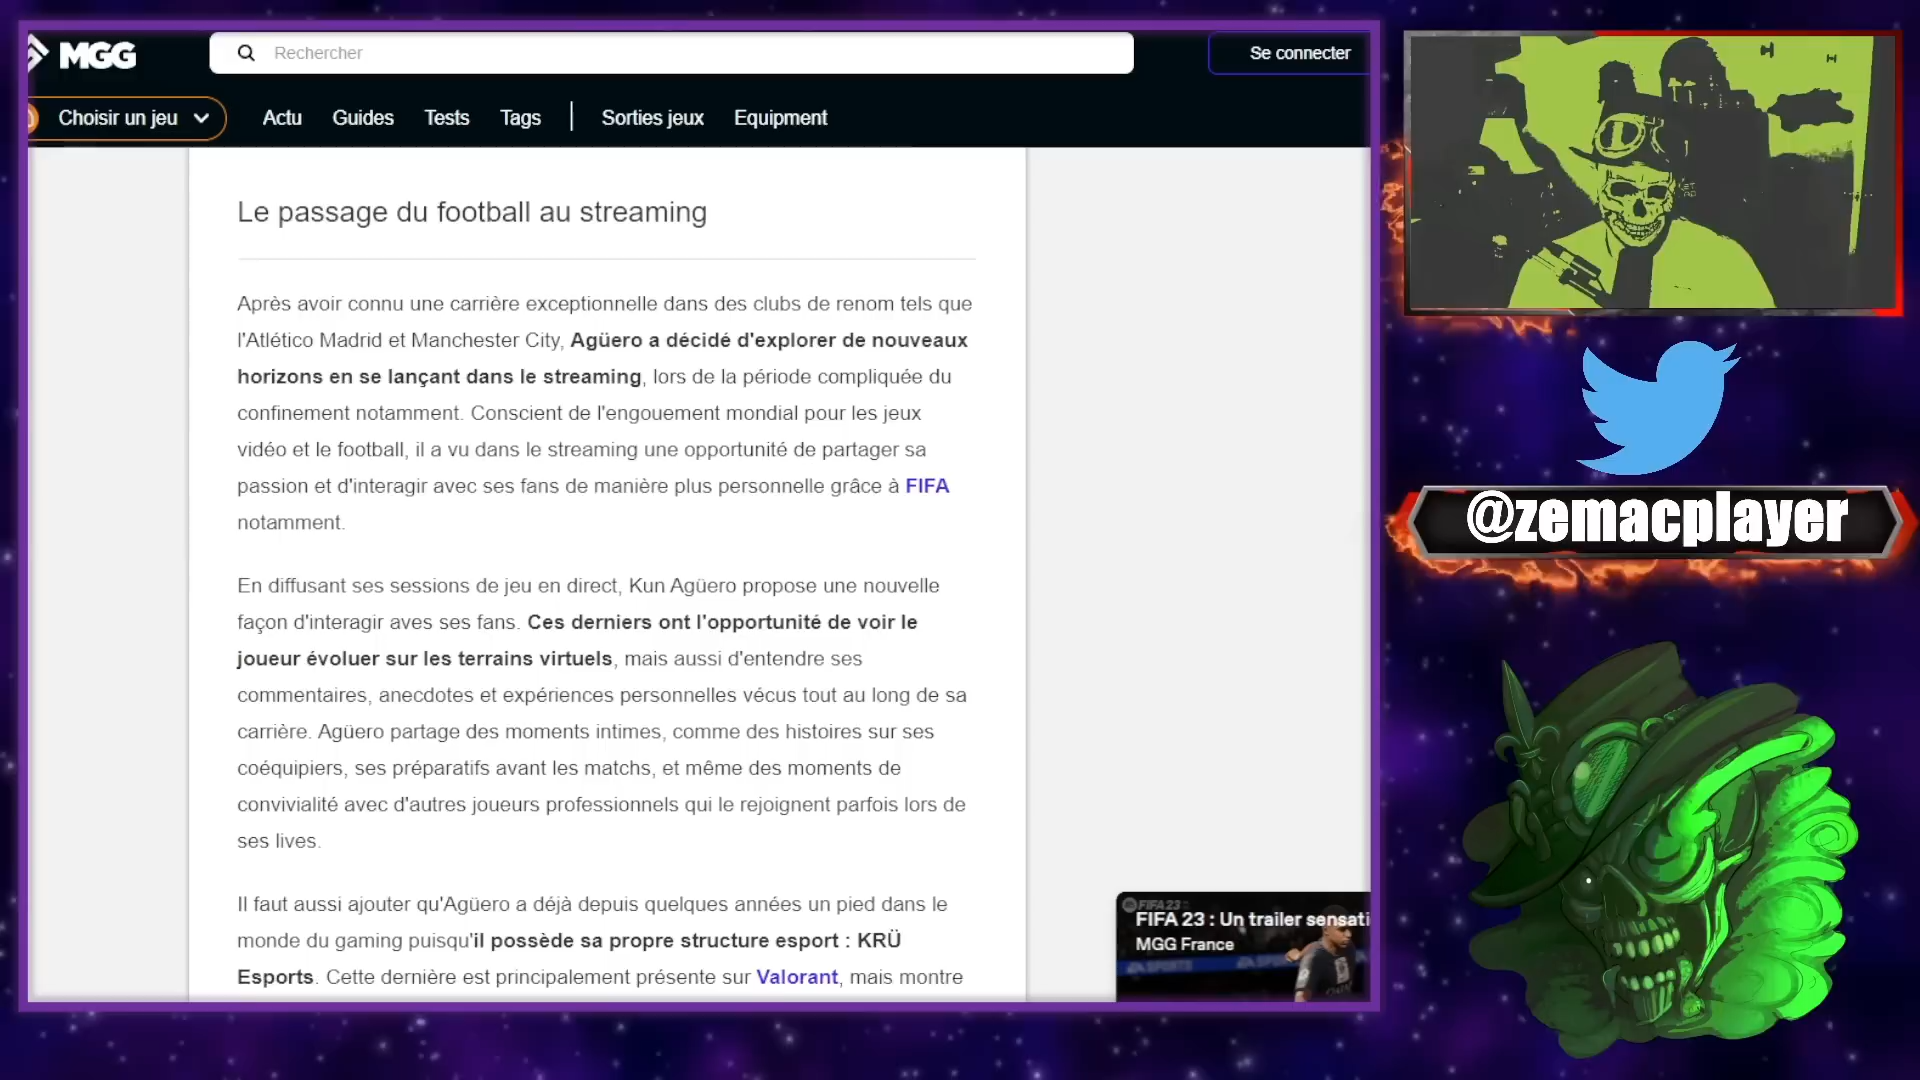 MGG
Rechercher
Se connecter
Choisir un jeu
Actu
Guides
Tests
Tags
Sorties jeux
Equipment
Le passage du football au streaming
Après avoir connu une carrière exceptionnelle dans des clubs de renom tels que
l'Atlético Madrid et Manchester City, Agüero a décidé d'explorer de nouveaux
horizons en se lançant dans le streaming, lors de la période compliquée du
confinement notamment. Conscient de l'engouement mondial pour les jeux
vidéo et le football, il a vu dans le streaming une opportunité de partager sa
passion et d'interagir avec ses fans de manière plus personnelle grâce à FIFA
notamment.
En diffusant ses sessions de jeu en direct, Kun Agüero propose une nouvelle
façon d'interagir aves ses fans. Ces derniers ont l'opportunité de voir le
joueur évoluer sur les terrains virtuels, mais aussi d'entendre ses
commentaires, anecdotes et expériences personnelles vécus tout au long de sa
carrière. Agüero partage des moments intimes, comme des histoires sur ses
coéquipiers, ses préparatifs avant les matchs, et même des moments de
convivialité avec d'autres joueurs professionnels qui le rejoignent parfois lors de
ses lives.
Il faut aussi ajouter qu'Agüero a déjà depuis quelques années un pied dans le
monde du gaming puisqu'il possède sa propre structure esport : KRÜ
Esports. Cette dernière est principalement présente sur Valorant, mais montre
FIFA 23
FIFA 23 : Un trailer sensati
MGG France
EA SPORTS
@zemacplayer